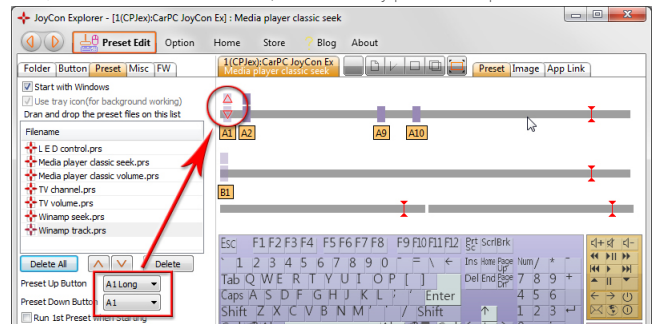 JoyCon Explorer - [1(CPJex):CarPC JoyCon Ex] : Media player classic seek
Preset Edit Option Home Store Blog About
Folder Button Preset Misc FW
1(CPJex):CarPC JoyCon Ex
Media player classic seek
Preset Image App Link
Start with Windows
Use tray icon(for background working)
Dran and drop the preset files on this list
Filename
L E D control.prs
Media player classic seek.prs
Media player classic volume.prs
TV channel.prs
TV volume.prs
Winamp seek.prs
Winamp track.prs
A1 A2 A9 A10
B1
Delete All Delete
Preset Up Button A1 Long
Preset Down Button A1
Run 1st Preset when Starting
Esc F1 F2 F3 F4 F5 F6 F7 F8 F9 F10 F11 F12 Prt Sc Scrl Brk
` 1 2 3 4 5 6 7 8 9 0 - = \ ← Ins Home Page Up Num / * -
Tab Q W E R T Y U I O P [ ] Del End Page Dn 7 8 9 +
Caps A S D F G H J K L ; ' Enter 4 5 6
Shift Z X C V B N M , . / Shift ↑ 1 2 3 ↵